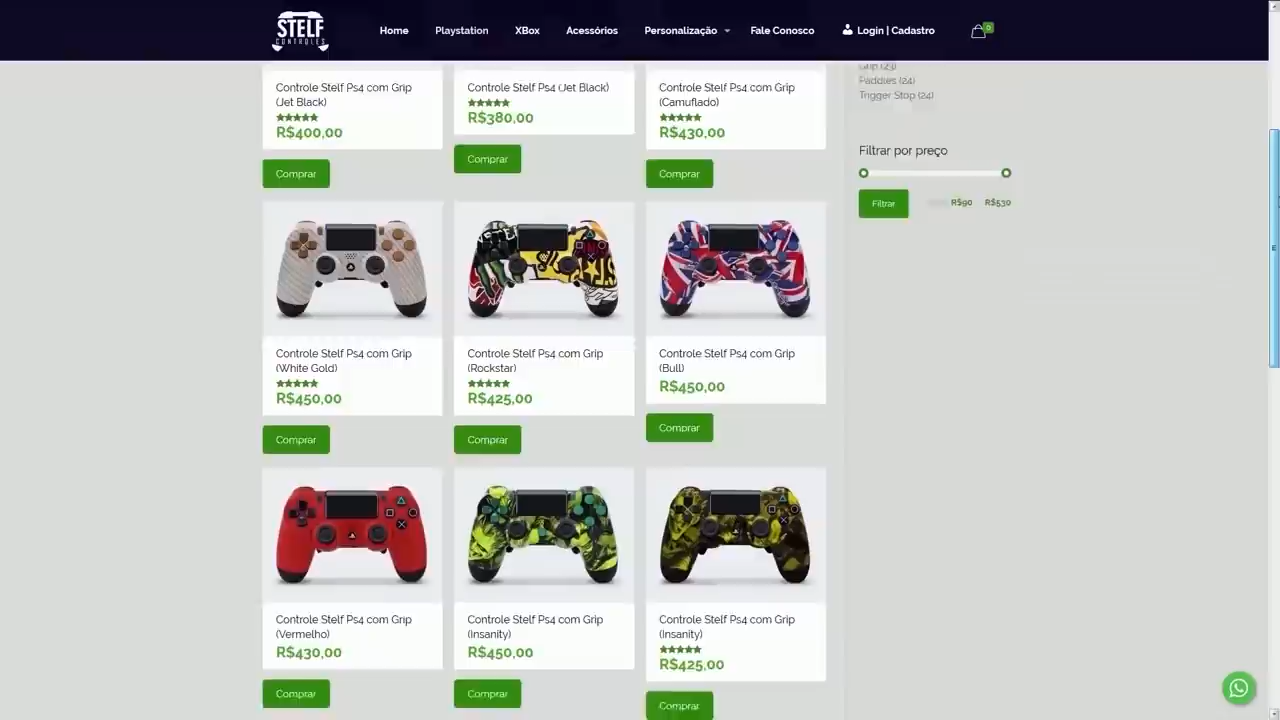 STELF
CONTROLES
Home
Playstation
XBox
Acessórios
Personalização
Fale Conosco
Login | Cadastro
0
Grip (23)
Paddles (24)
Trigger Stop (24)
Filtrar por preço
Filtrar
R$90
R$530
Controle Stelf Ps4 com Grip
(Jet Black)
R$400,00
Comprar
Controle Stelf Ps4 (Jet Black)
R$380,00
Comprar
Controle Stelf Ps4 com Grip
(Camuflado)
R$430,00
Comprar
Controle Stelf Ps4 com Grip
(White Gold)
R$450,00
Comprar
Controle Stelf Ps4 com Grip
(Rockstar)
R$425,00
Comprar
Controle Stelf Ps4 com Grip
(Bull)
R$450,00
Comprar
Controle Stelf Ps4 com Grip
(Vermelho)
R$430,00
Comprar
Controle Stelf Ps4 com Grip
(Insanity)
R$450,00
Comprar
Controle Stelf Ps4 com Grip
(Insanity)
R$425,00
Comprar